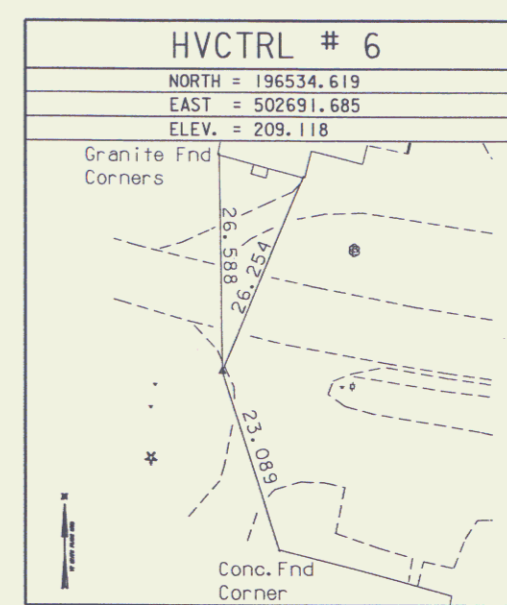 HVCTRL # 6
NORTH = 196534.619
EAST = 502691.685
ELEV. = 209.118
Granite Fnd
Corners
26.588
26.254
23.089
Conc. Fnd
Corner